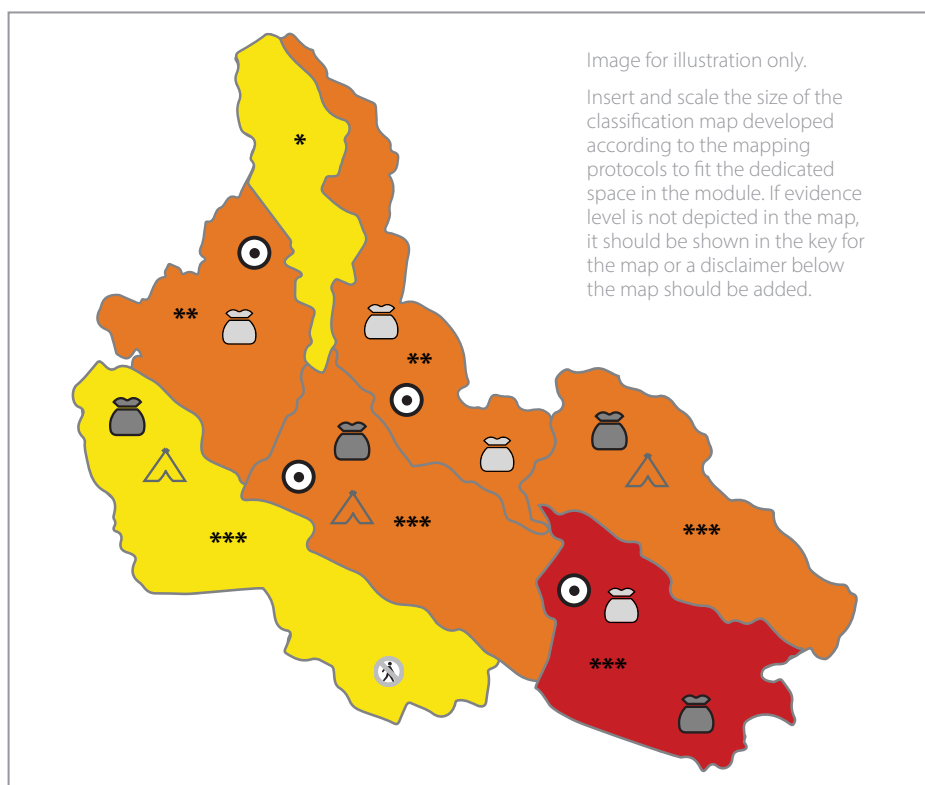 Image for illustration only.
Insert and scale the size of the
classification map developed
according to the mapping
protocols to fit the dedicated
space in the module. If evidence
level is not depicted in the map,
it should be shown in the key for
the map or a disclaimer below
the map should be added.
*
**
**
***
***
***
***